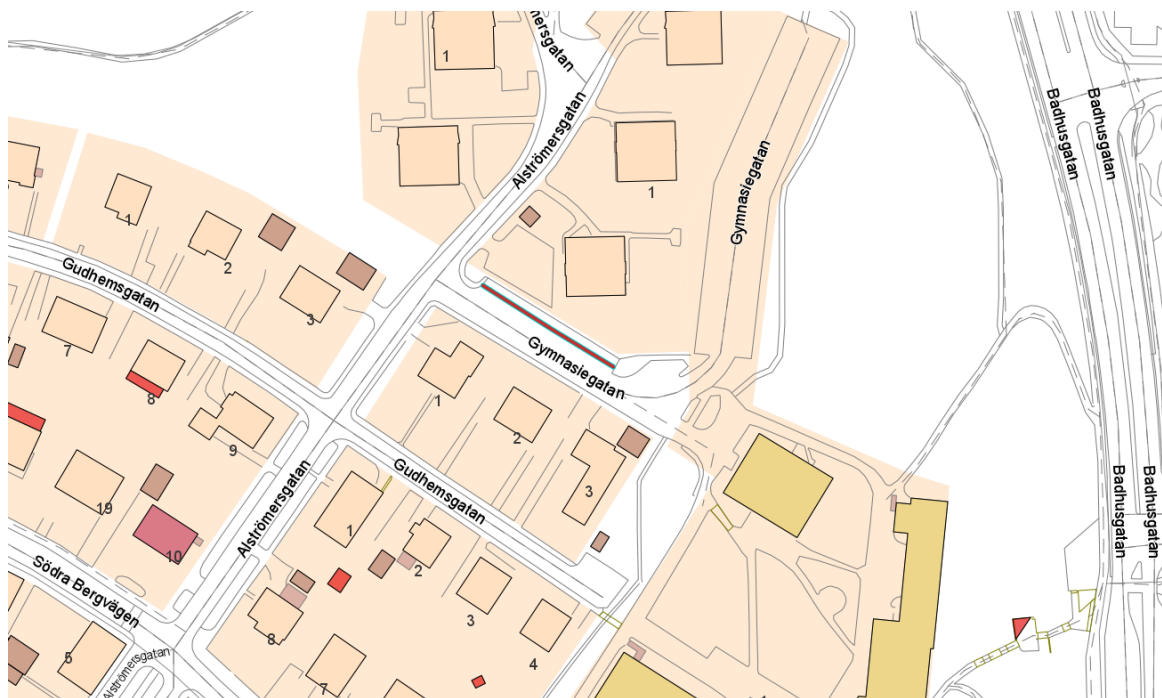 mersgatan
1
Alströmersgatan
1
Gymnasiegatan
Badhusgatan
Badhusgatan
1
2
3
Gudhemsgatan
7
8
9
19
10
Gymnasiegatan
1
2
3
Gudhemsgatan
Alströmersgatan
1
2
3
4
8
7
Södra Bergvägen
5
Alströmersgatan
Badhusgatan
Badhusgatan